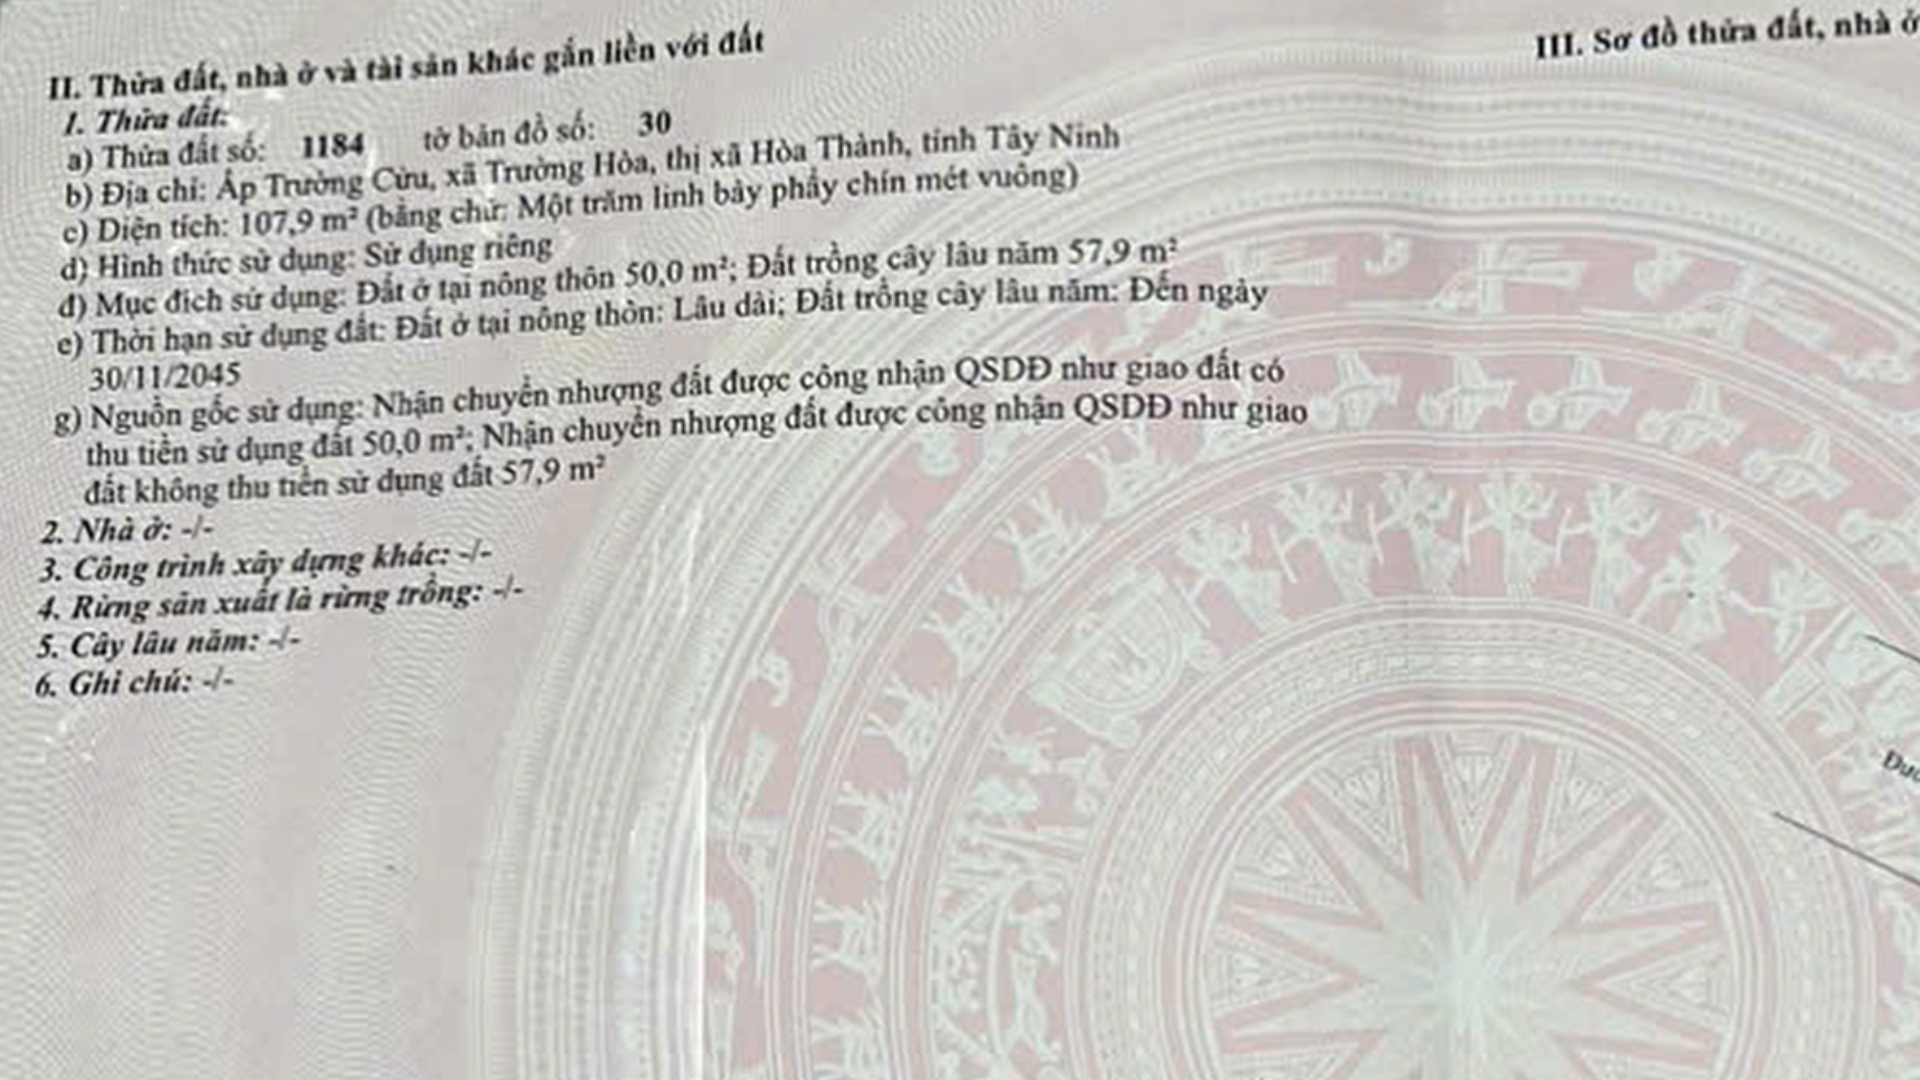 II. Thửa đất, nhà ở và tài sản khác gắn liền với đất
1. Thửa đất:
a) Thửa đất số: 1184 tờ bản đồ số: 30
b) Địa chỉ: Ấp Trường Cửu, xã Trường Hòa, thị xã Hòa Thành, tỉnh Tây Ninh
c) Diện tích: 107,9 m² (bằng chữ: Một trăm linh bảy phẩy chín mét vuông)
d) Hình thức sử dụng: Sử dụng riêng
đ) Mục đích sử dụng: Đất ở tại nông thôn 50,0 m²; Đất trồng cây lâu năm 57,9 m²
e) Thời hạn sử dụng đất: Đất ở tại nông thôn: Lâu dài; Đất trồng cây lâu năm: Đến ngày
30/11/2045
g) Nguồn gốc sử dụng: Nhận chuyển nhượng đất được công nhận QSDĐ như giao đất có
thu tiền sử dụng đất 50,0 m²; Nhận chuyển nhượng đất được công nhận QSDĐ như giao
đất không thu tiền sử dụng đất 57,9 m²
2. Nhà ở: -/-
3. Công trình xây dựng khác: -/-
4. Rừng sản xuất là rừng trồng: -/-
5. Cây lâu năm: -/-
6. Ghi chú: -/-
III. Sơ đồ thửa đất, nhà ở